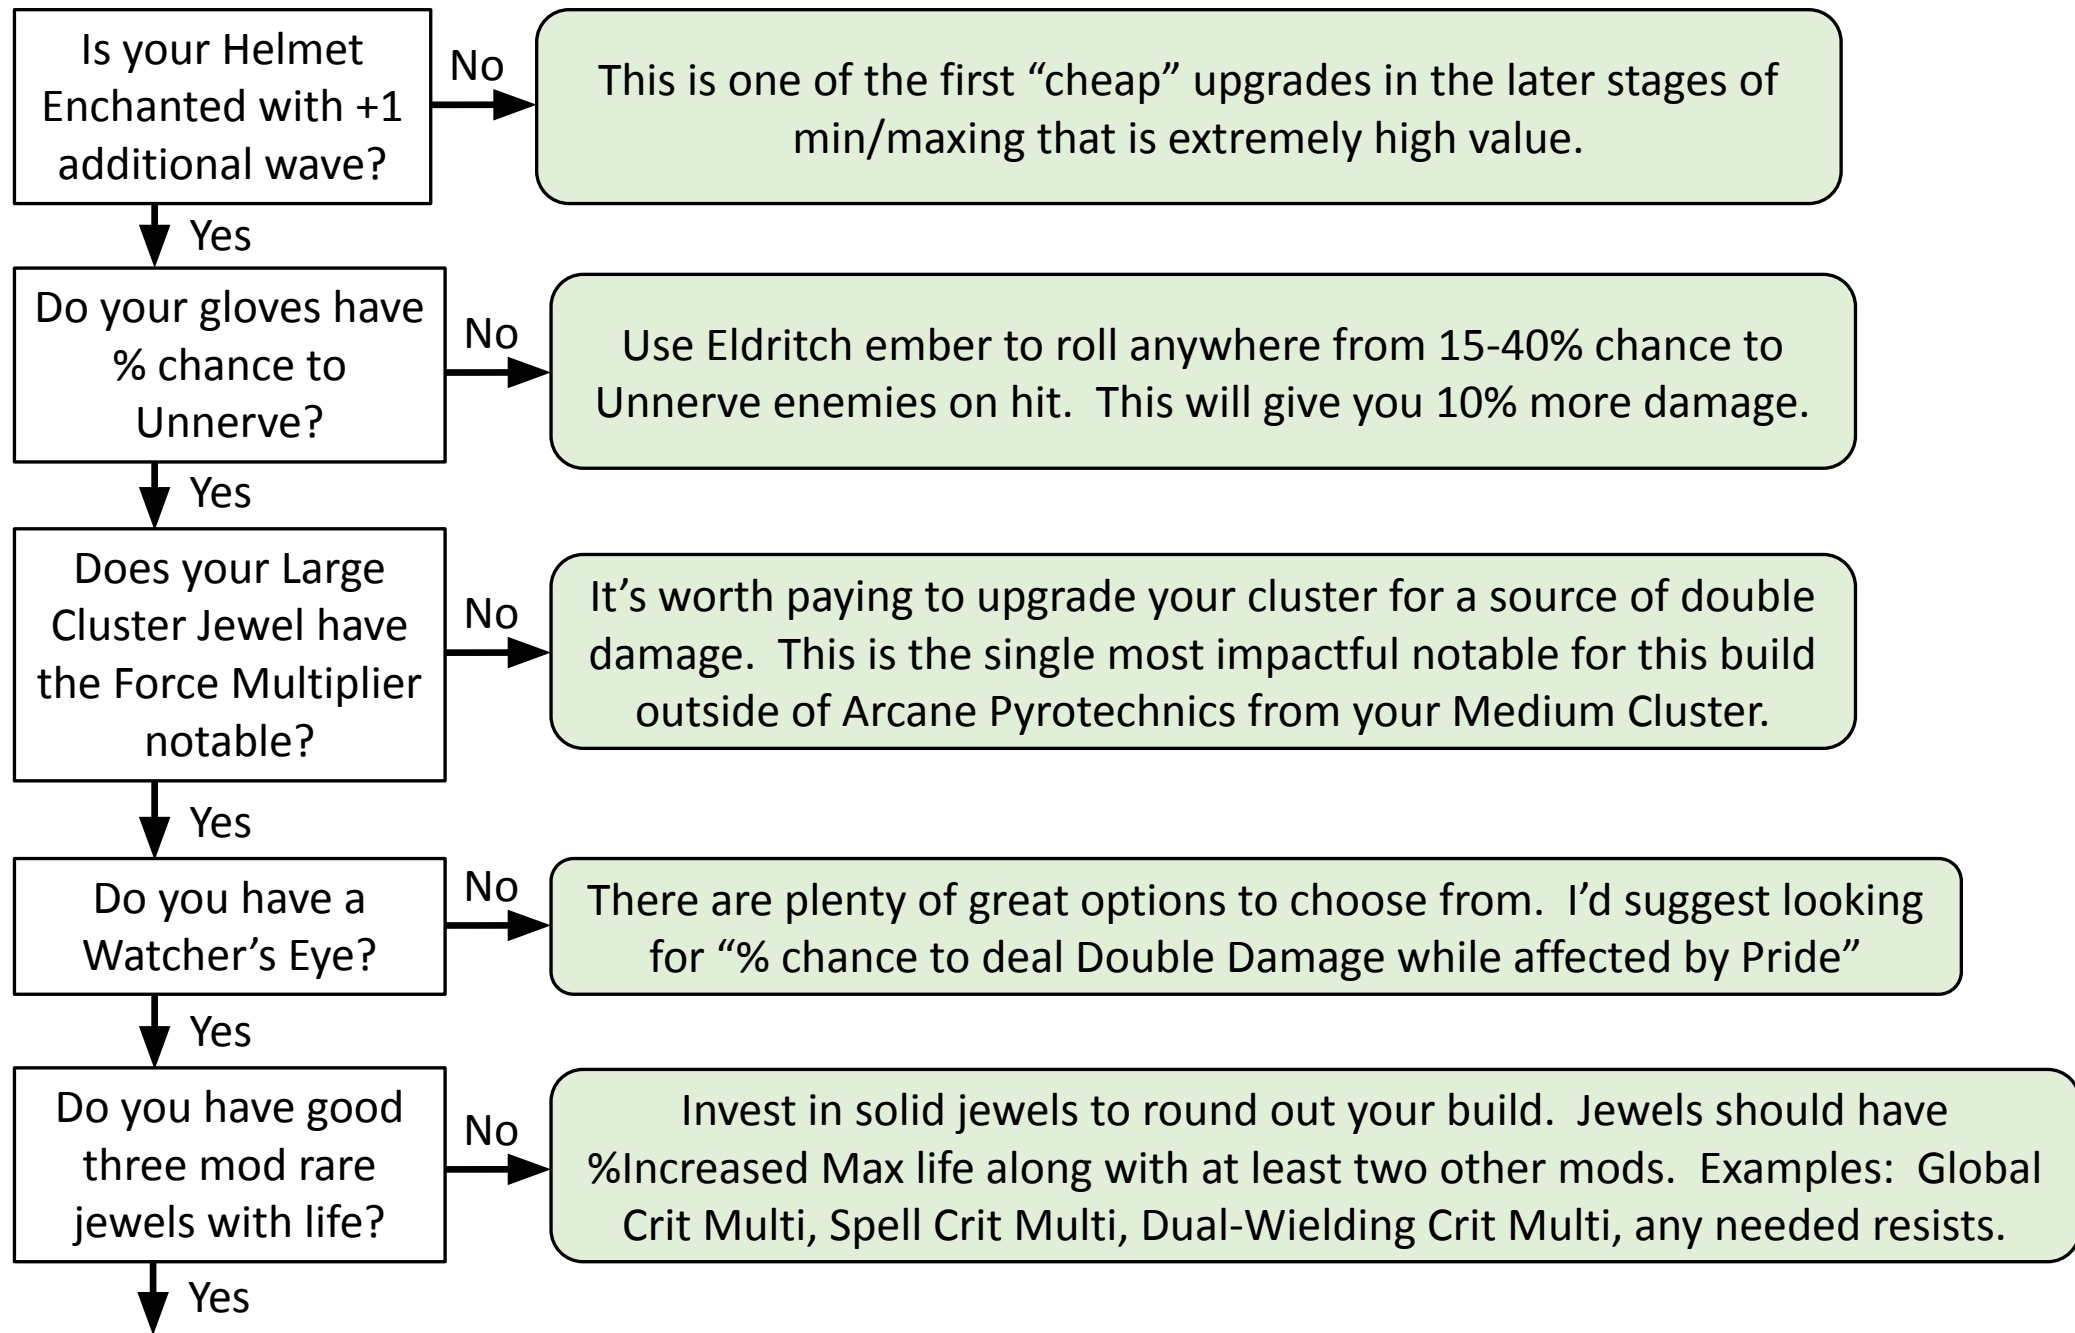 Is your Helmet
Enchanted with +1
additional wave?
No
This is one of the first “cheap” upgrades in the later stages of
min/maxing that is extremely high value.
Yes
Do your gloves have
% chance to
Unnerve?
No
Use Eldritch ember to roll anywhere from 15-40% chance to
Unnerve enemies on hit.  This will give you 10% more damage.
Yes
Does your Large
Cluster Jewel have
the Force Multiplier
notable?
No
It’s worth paying to upgrade your cluster for a source of double
damage.  This is the single most impactful notable for this build
outside of Arcane Pyrotechnics from your Medium Cluster.
Yes
Do you have a
Watcher’s Eye?
No
There are plenty of great options to choose from.  I’d suggest looking
for “% chance to deal Double Damage while affected by Pride”
Yes
Do you have good
three mod rare
jewels with life?
No
Invest in solid jewels to round out your build.  Jewels should have
%Increased Max life along with at least two other mods.  Examples:  Global
Crit Multi, Spell Crit Multi, Dual-Wielding Crit Multi, any needed resists.
Yes